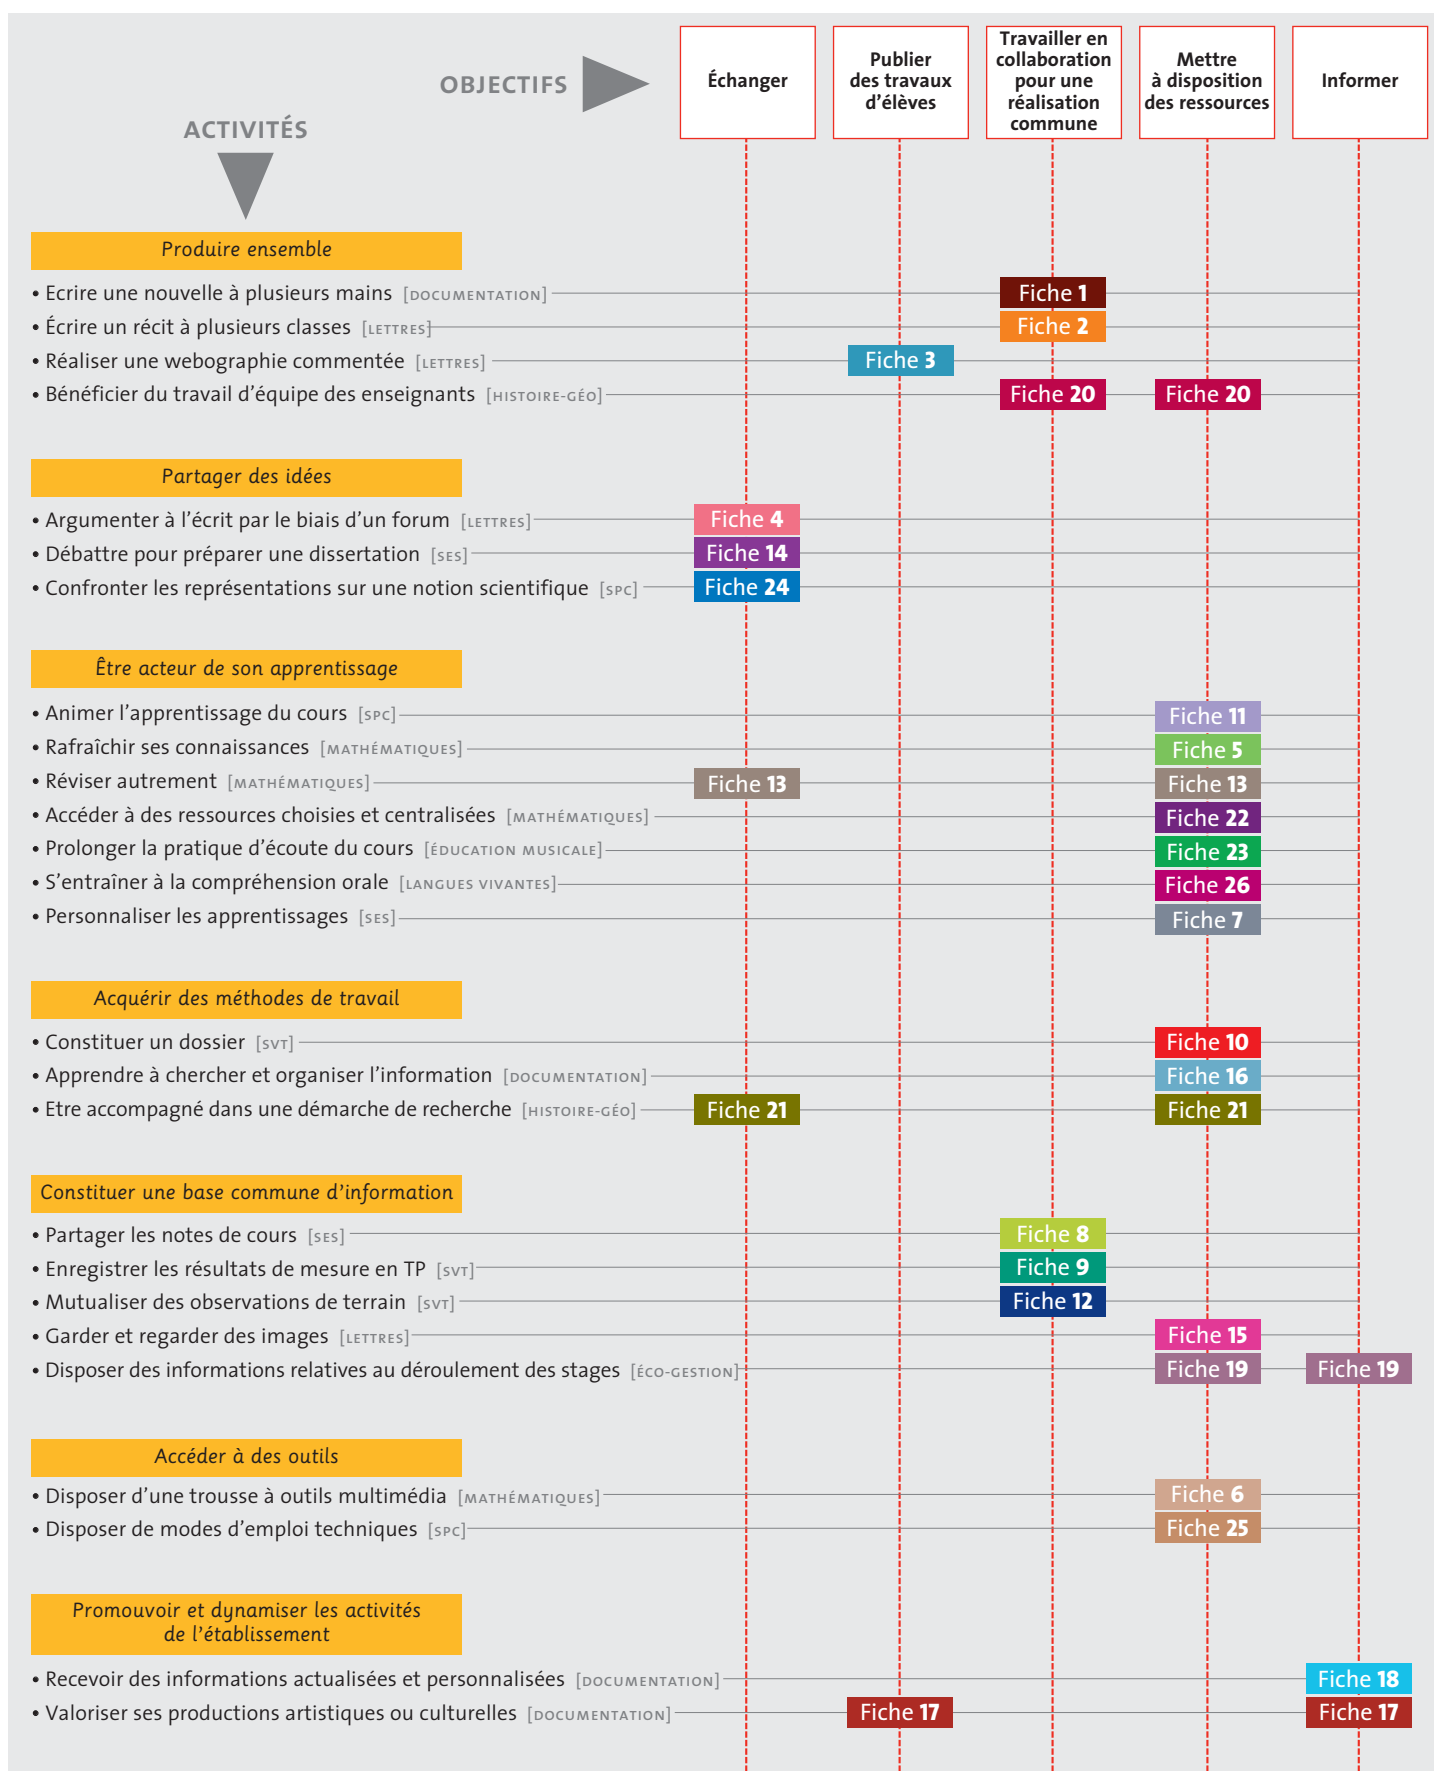 OBJECTIFS
ACTIVITÉS
Échanger
Publier
des travaux
d’élèves
Travailler en
collaboration
pour une
réalisation
commune
Mettre
à disposition
des ressources
Informer
Produire ensemble
• Ecrire une nouvelle à plusieurs mains [DOCUMENTATION] Fiche 1
• Écrire un récit à plusieurs classes [LETTRES] Fiche 2
• Réaliser une webographie commentée [LETTRES] Fiche 3
• Bénéficier du travail d’équipe des enseignants [HISTOIRE-GÉO] Fiche 20 Fiche 20
Partager des idées
• Argumenter à l’écrit par le biais d’un forum [LETTRES] Fiche 4
• Débattre pour préparer une dissertation [SES] Fiche 14
• Confronter les représentations sur une notion scientifique [SPC] Fiche 24
Être acteur de son apprentissage
• Animer l’apprentissage du cours [SPC] Fiche 11
• Rafraîchir ses connaissances [MATHÉMATIQUES] Fiche 5
• Réviser autrement [MATHÉMATIQUES] Fiche 13 Fiche 13
• Accéder à des ressources choisies et centralisées [MATHÉMATIQUES] Fiche 22
• Prolonger la pratique d’écoute du cours [ÉDUCATION MUSICALE] Fiche 23
• S’entraîner à la compréhension orale [LANGUES VIVANTES] Fiche 26
• Personnaliser les apprentissages [SES] Fiche 7
Acquérir des méthodes de travail
• Constituer un dossier [SVT] Fiche 10
• Apprendre à chercher et organiser l’information [DOCUMENTATION] Fiche 16
• Etre accompagné dans une démarche de recherche [HISTOIRE-GÉO] Fiche 21 Fiche 21
Constituer une base commune d’information
• Partager les notes de cours [SES] Fiche 8
• Enregistrer les résultats de mesure en TP [SVT] Fiche 9
• Mutualiser des observations de terrain [SVT] Fiche 12
• Garder et regarder des images [LETTRES] Fiche 15
• Disposer des informations relatives au déroulement des stages [ÉCO-GESTION] Fiche 19 Fiche 19
Accéder à des outils
• Disposer d’une trousse à outils multimédia [MATHÉMATIQUES] Fiche 6
• Disposer de modes d’emploi techniques [SPC] Fiche 25
Promouvoir et dynamiser les activités
de l’établissement
• Recevoir des informations actualisées et personnalisées [DOCUMENTATION] Fiche 18
• Valoriser ses productions artistiques ou culturelles [DOCUMENTATION] Fiche 17 Fiche 17